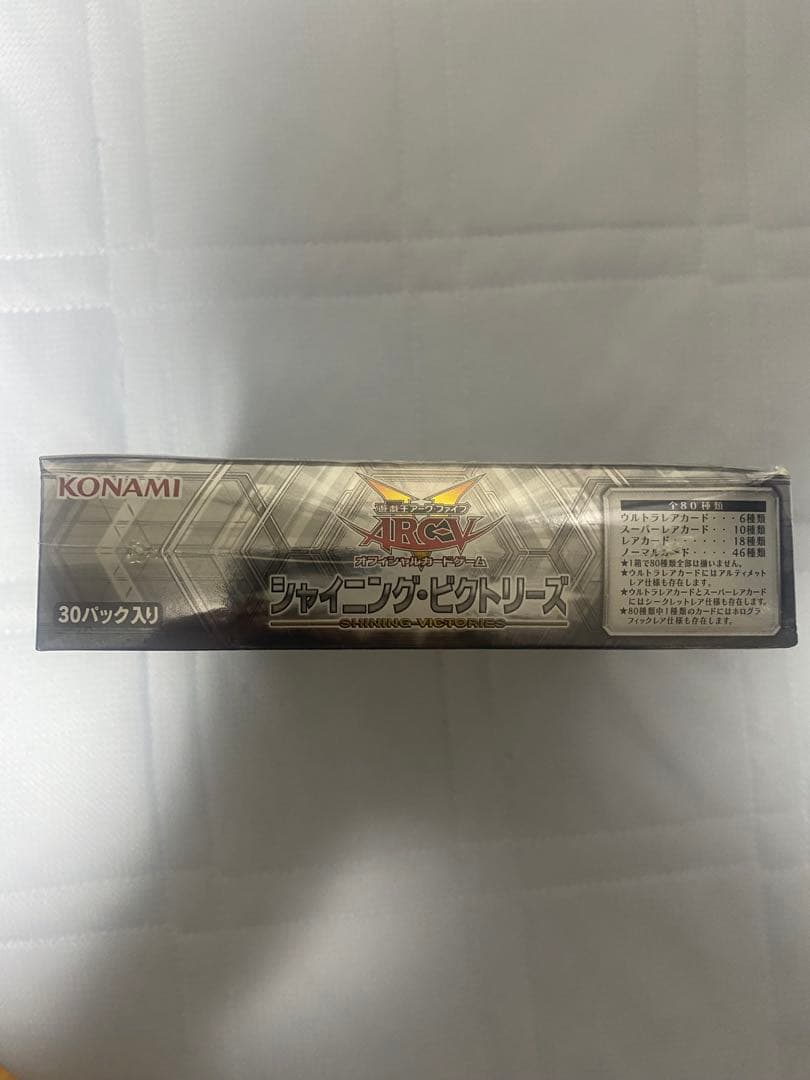 KONAMI
30パック入り
遊戯王アーク・ファイブ
ARC-V
オフィシャルカードゲーム
シャイニング・ビクトリーズ
SHINING VICTORIES
全80種類
ウルトラレアカード・・・6種類
スーパーレアカード・・・10種類
レアカード・・・・・・18種類
ノーマルカード・・・・46種類
★1箱で80種類全部は揃いません。
★ウルトラレアカードにはアルティメット
レア仕様も存在します。
★ウルトラレアカードとスーパーレアカード
にはシークレットレア仕様も存在します。
★80種類中1種類のカードにはホログラ
フィックレア仕様も存在します。